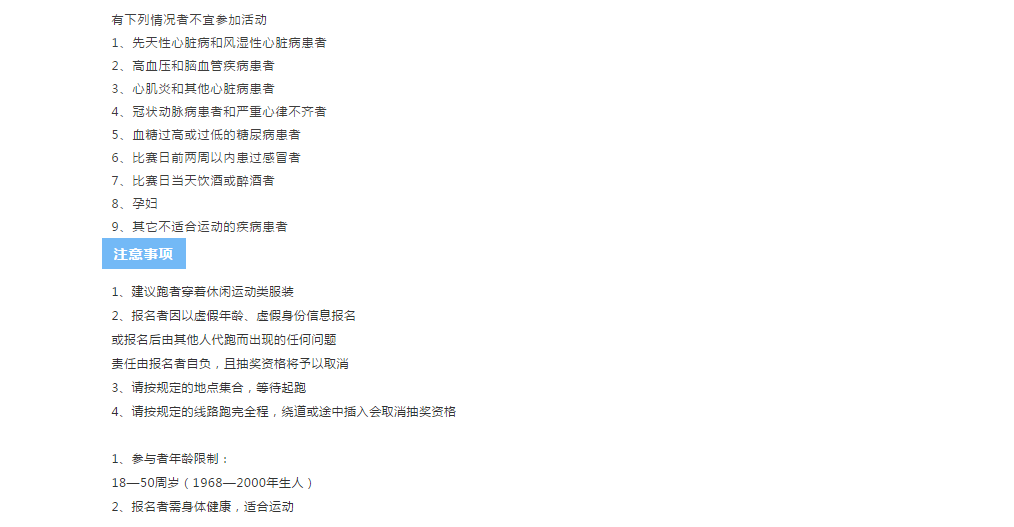 有下列情况者不宜参加活动
1、先天性心脏病和风湿性心脏病患者
2、高血压和脑血管疾病患者
3、心肌炎和其他心脏病患者
4、冠状动脉病患者和严重心律不齐者
5、血糖过高或过低的糖尿病患者
6、比赛日前两周以内患过感冒者
7、比赛日当天饮酒或醉酒者
8、孕妇
9、其它不适合运动的疾病患者
注意事项
1、建议跑者穿着休闲运动类服装
2、报名者因以虚假年龄、虚假身份信息报名
或报名后由其他人代跑而出现的任何问题
责任由报名者自负，且抽奖资格将予以取消
3、请按规定的地点集合，等待起跑
4、请按规定的线路跑完全程，绕道或途中插入会取消抽奖资格
1、参与者年龄限制：
18—50周岁（1968—2000年生人）
2、报名者需身体健康，适合运动